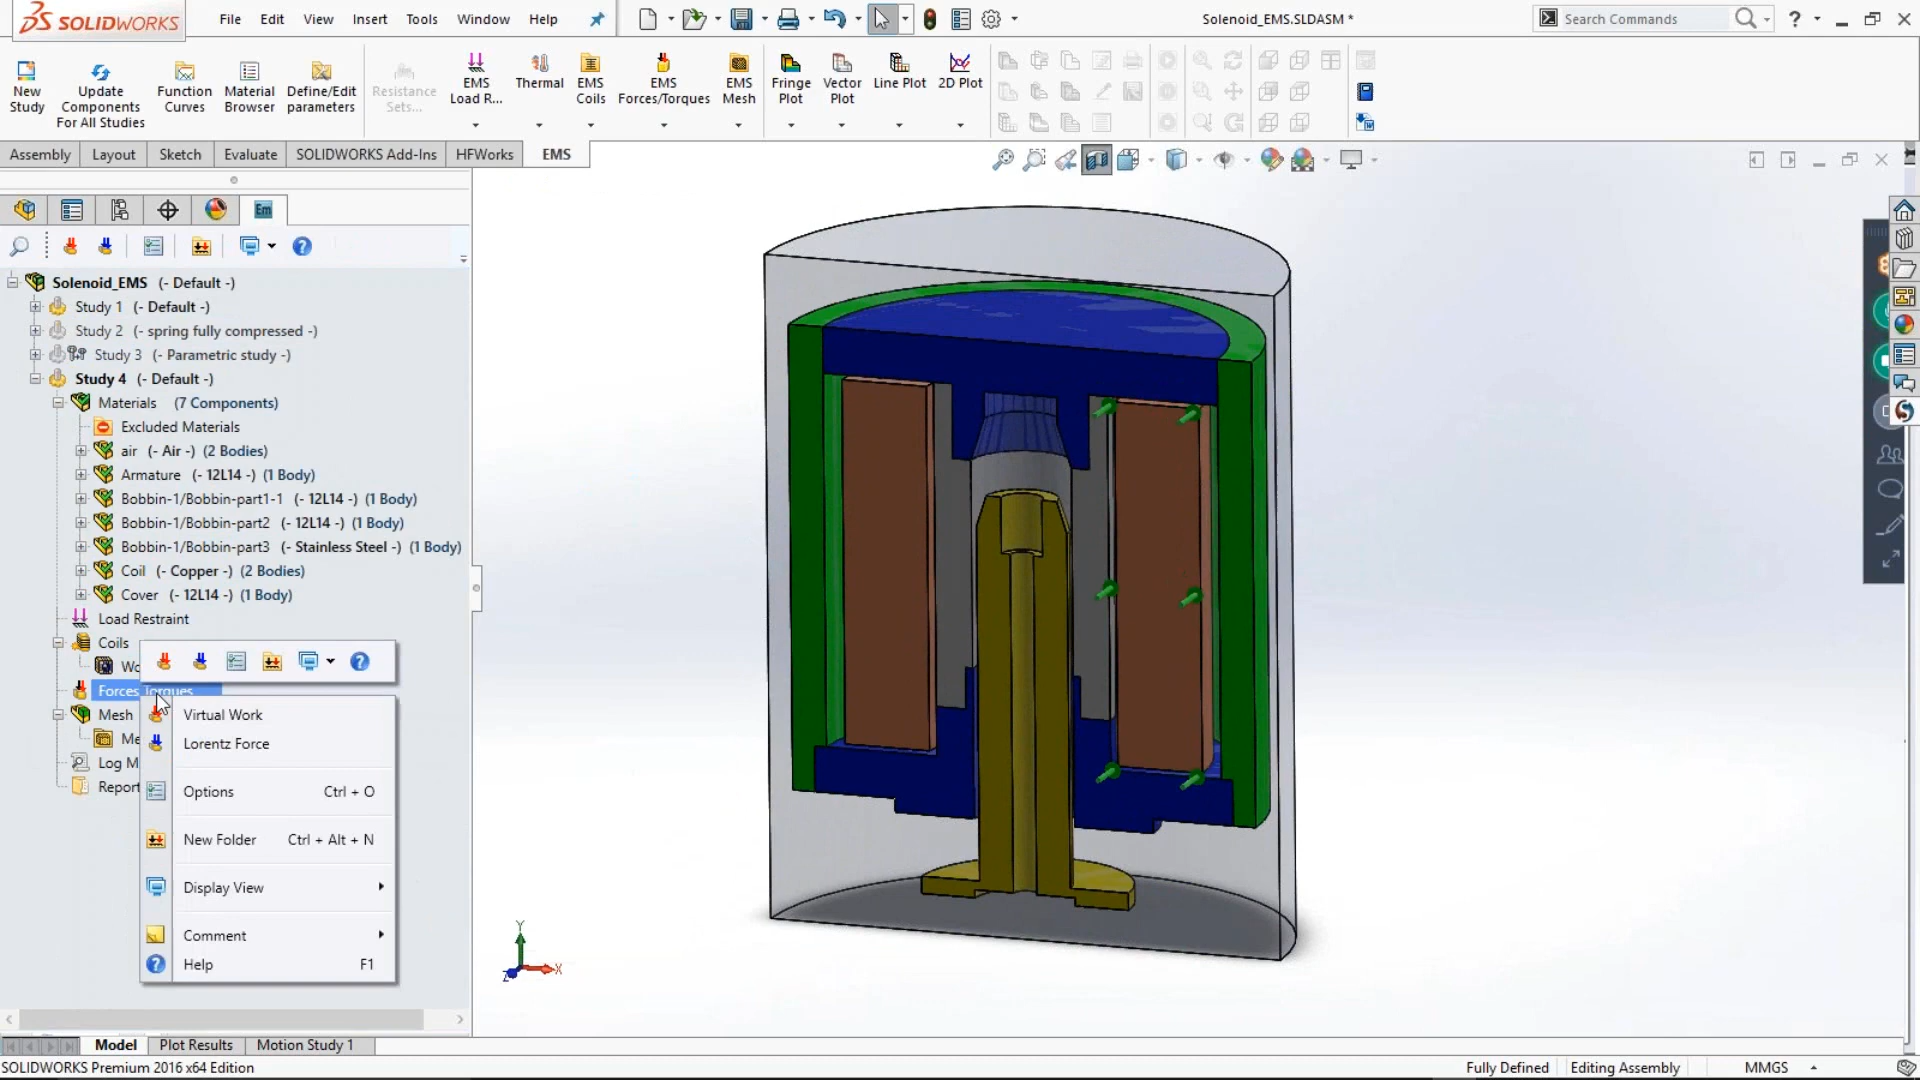 SOLIDWORKS
File Edit View Insert Tools Window Help
Solenoid_EMS.SLDASM *
Search Commands
New Study
Update Components For All Studies
Function Curves
Material Browser
Define/Edit parameters
Resistance Sets...
EMS Load R...
Thermal
EMS Coils
EMS Forces/Torques
EMS Mesh
Fringe Plot
Vector Plot
Line Plot
2D Plot
Assembly Layout Sketch Evaluate SOLIDWORKS Add-Ins HFWorks EMS
Em
Solenoid_EMS (- Default -)
Study 1 (- Default -)
Study 2 (- spring fully compressed -)
Study 3 (- Parametric study -)
Study 4 (- Default -)
Materials (7 Components)
Excluded Materials
air (- Air -) (2 Bodies)
Armature (- 12L14 -) (1 Body)
Bobbin-1/Bobbin-part1-1 (- 12L14 -) (1 Body)
Bobbin-1/Bobbin-part2 (- 12L14 -) (1 Body)
Bobbin-1/Bobbin-part3 (- Stainless Steel -) (1 Body)
Coil (- Copper -) (2 Bodies)
Cover (- 12L14 -) (1 Body)
Load Restraint
Coils
Wo
Forces Torques
Mesh
Me
Log M
Report
Virtual Work
Lorentz Force
Options Ctrl + O
New Folder Ctrl + Alt + N
Display View
Comment
Help F1
Y
X
Z
Model Plot Results Motion Study 1
SOLIDWORKS Premium 2016 x64 Edition
Fully Defined Editing Assembly MMGS